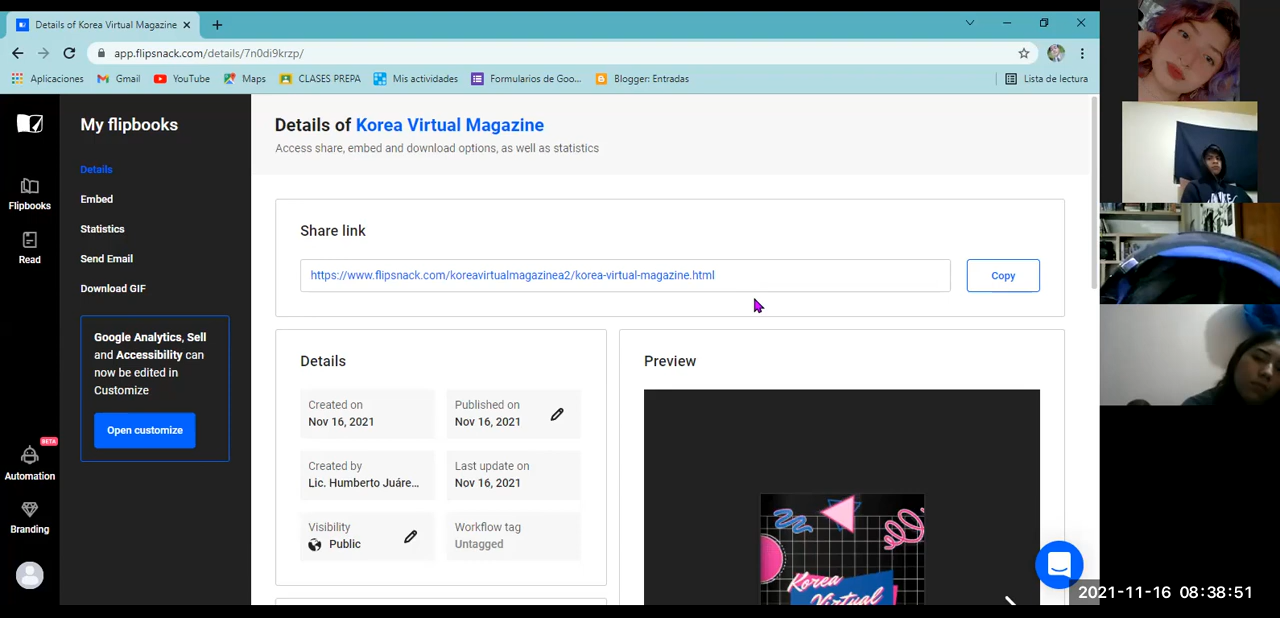 Details of Korea Virtual Magazine
app.flipsnack.com/details/7n0di9krzp/
Aplicaciones
Gmail
YouTube
Maps
CLASES PREPA
Mis actividades
Formularios de Goo...
Blogger: Entradas
Lista de lectura
My flipbooks
Details
Embed
Statistics
Send Email
Download GIF
Google Analytics, Sell
and Accessibility can
now be edited in
Customize
Open customize
Flipbooks
Read
BETA
Automation
Branding
Details of Korea Virtual Magazine
Access share, embed and download options, as well as statistics
Share link
https://www.flipsnack.com/koreavirtualmagazinea2/korea-virtual-magazine.html
Copy
Details
Created on
Nov 16, 2021
Published on
Nov 16, 2021
Created by
Lic. Humberto Juáre...
Last update on
Nov 16, 2021
Visibility
Public
Workflow tag
Untagged
Preview
Korea
Virtual
2021-11-16 08:38:51